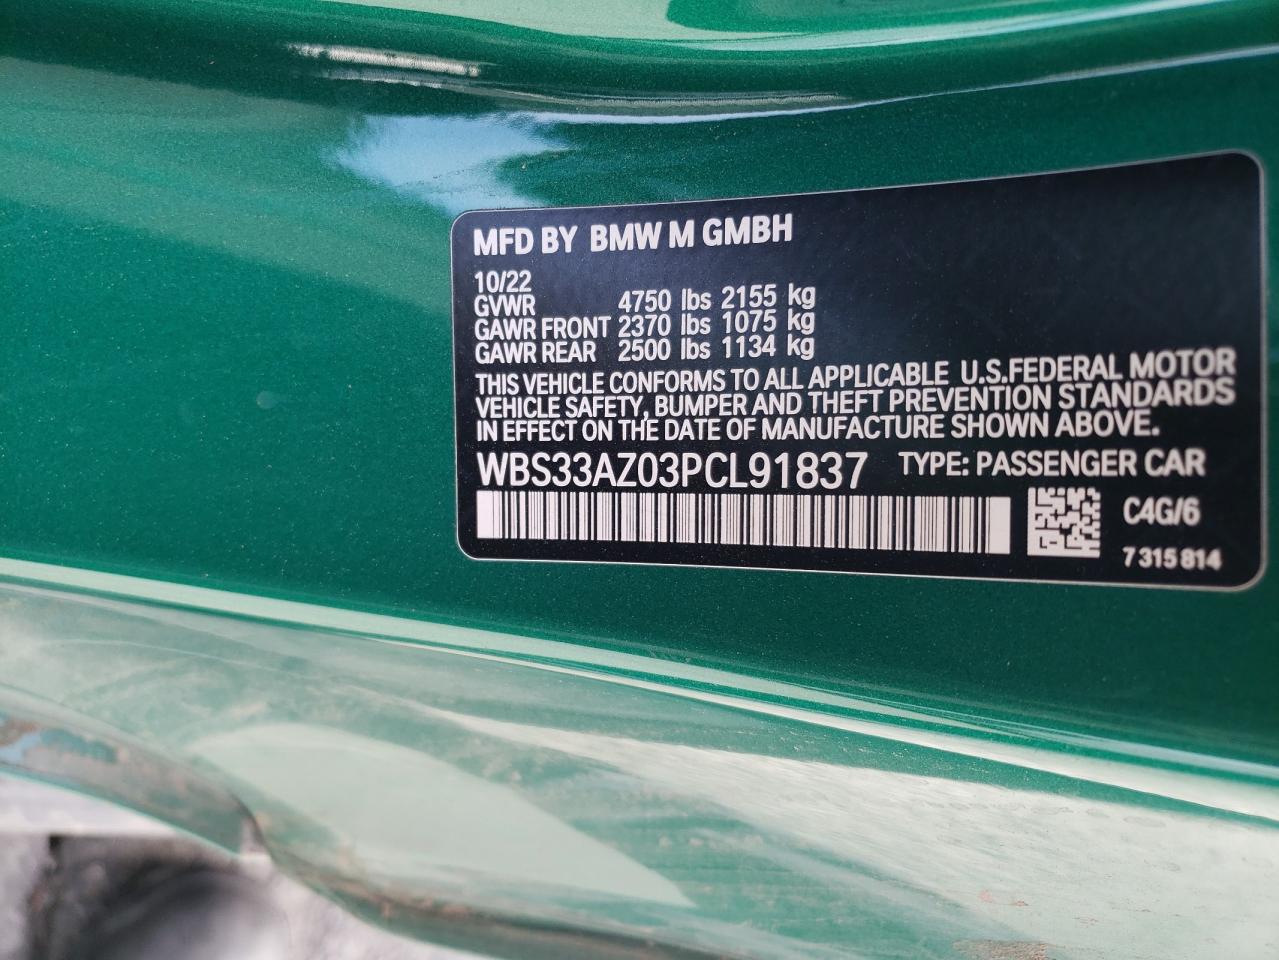 MFD BY BMW M GMBH
10/22
GVWR 4750 lbs 2155 kg
GAWR FRONT 2370 lbs 1075 kg
GAWR REAR 2500 lbs 1134 kg
THIS VEHICLE CONFORMS TO ALL APPLICABLE U.S.FEDERAL MOTOR
VEHICLE SAFETY, BUMPER AND THEFT PREVENTION STANDARDS
IN EFFECT ON THE DATE OF MANUFACTURE SHOWN ABOVE.
WBS33AZ03PCL91837 TYPE: PASSENGER CAR
C4G/6
7 315 814